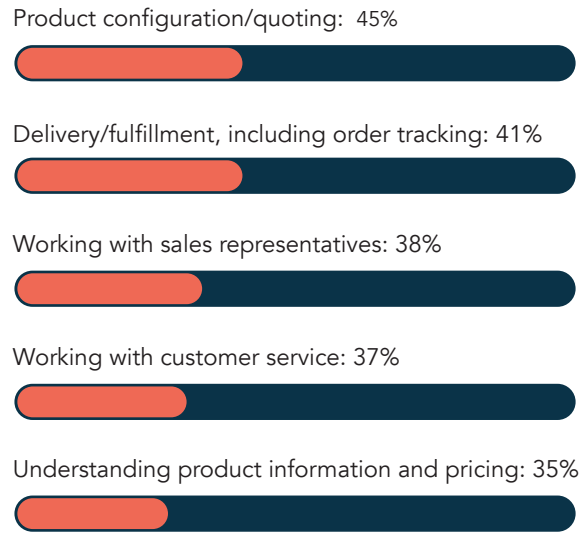 Product configuration/quoting: 45%
Delivery/fulfillment, including order tracking: 41%
Working with sales representatives: 38%
Working with customer service: 37%
Understanding product information and pricing: 35%